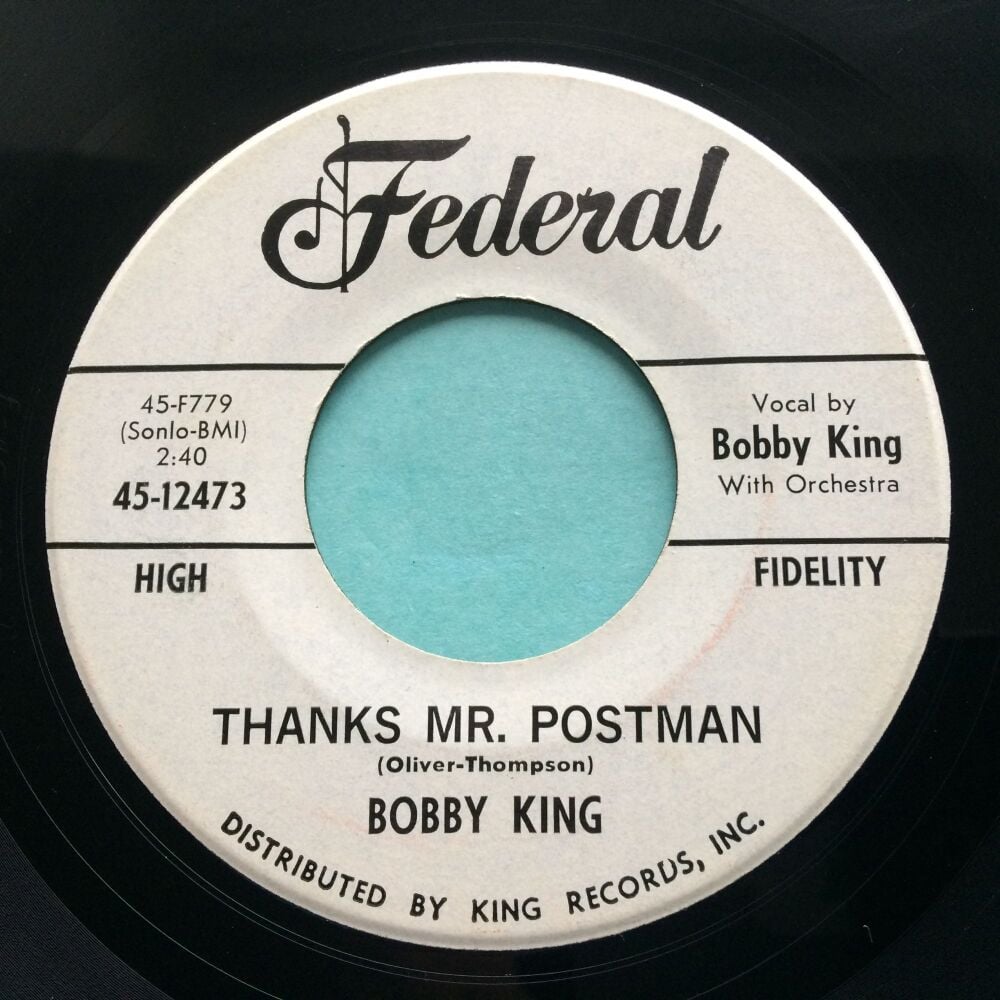 Federal
45-F779
(Sonlo-BMI)
2:40
45-12473
Vocal by
Bobby King
With Orchestra
HIGH
FIDELITY
THANKS MR. POSTMAN
(Oliver-Thompson)
BOBBY KING
DISTRIBUTED BY KING RECORDS, INC.